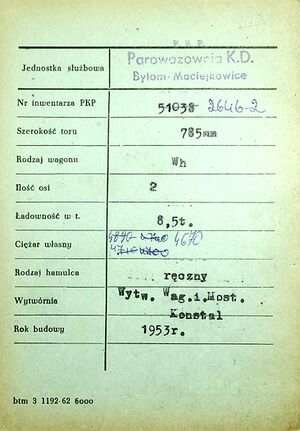 P. K. P.
Jednostka służbowa Parowozownia K.D.
Bytom-Maciejkowice
Nr inwentarza PKP 51038 2646-2
Szerokość toru 785mm
Rodzaj wagonu Wh
Ilość osi 2
Ładowność w t. 8,5t.
Ciężar własny 4670
Rodzaj hamulca ręczny
Wytwórnia Wytw. Wag.i.Most.
Konstal
Rok budowy 1953r.
btm 3 1192-62 6000